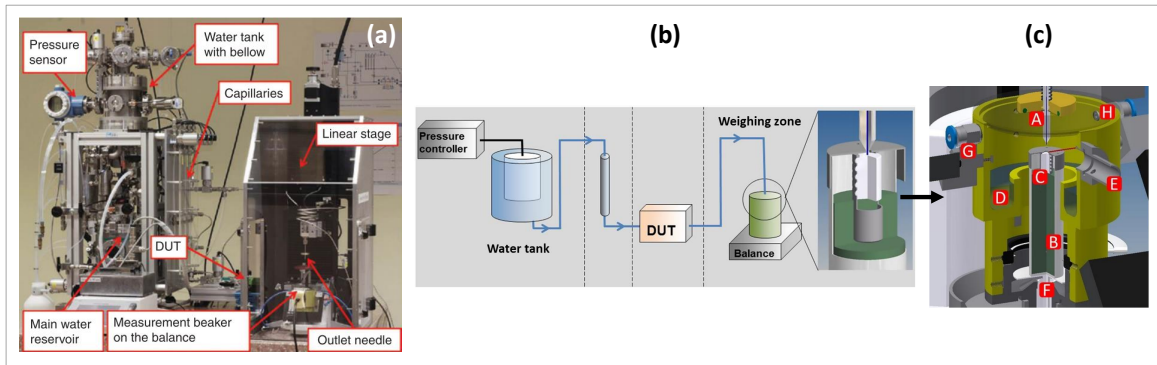 (a)
Water tank
with bellow
Pressure
sensor
Capillaries
Linear stage
DUT
Main water
reservoir
Measurement beaker
on the balance
Outlet needle
(b)
Pressure
controller
Water tank
DUT
Weighing zone
Balance
(c)
A
H
G
C
E
D
B
F